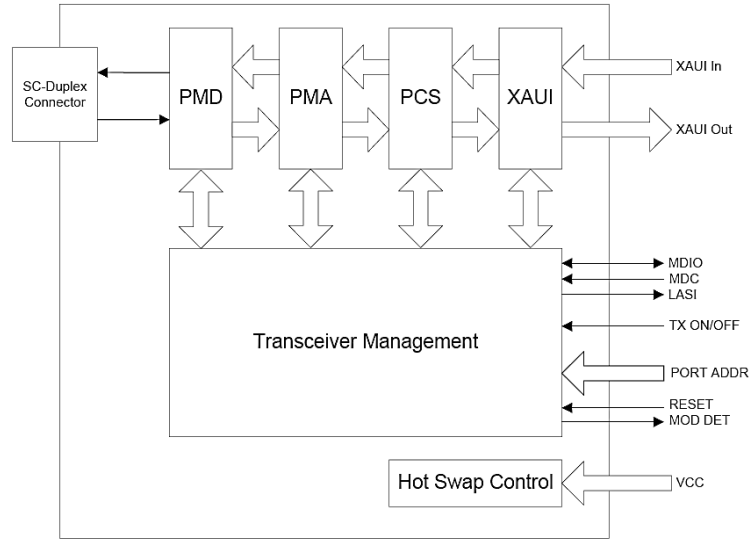 SC-Duplex
Connector
PMD
PMA
PCS
XAUI
XAUI In
XAUI Out
Transceiver Management
MDIO
MDC
LASI
TX ON/OFF
PORT ADDR
RESET
MOD DET
Hot Swap Control
VCC